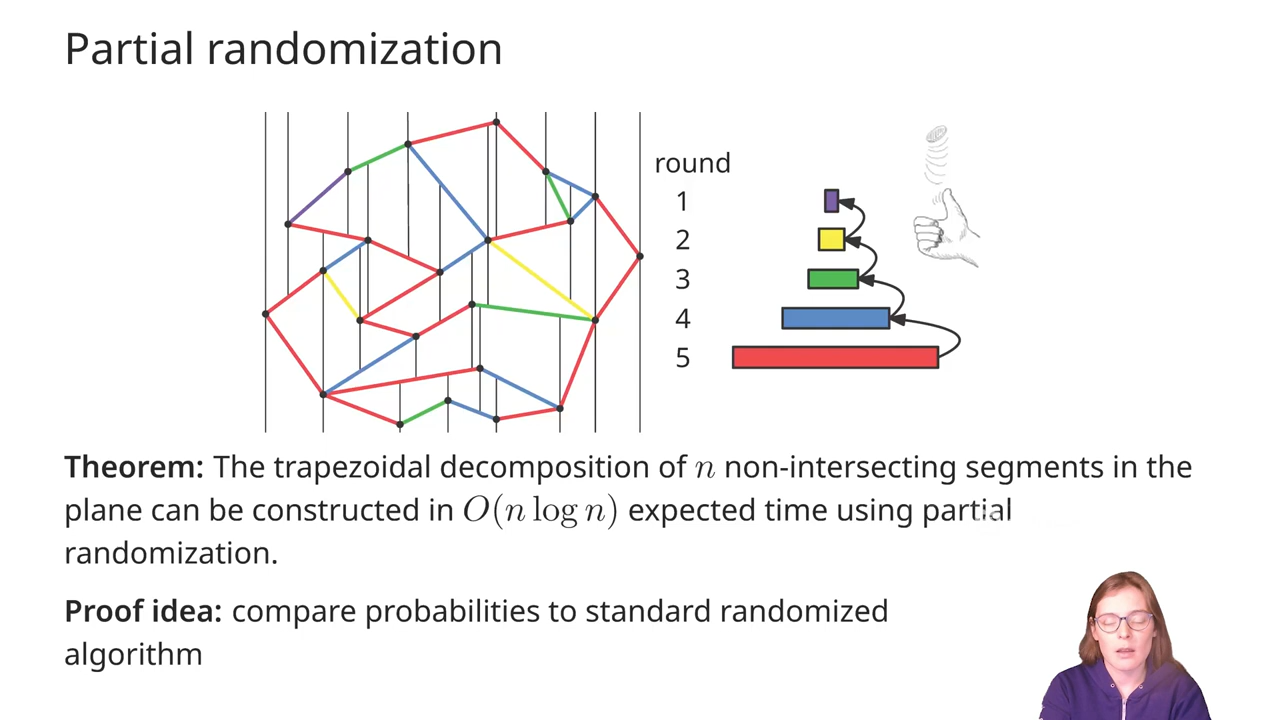 Partial randomization
round
1
2
3
4
5
Theorem: The trapezoidal decomposition of n non-intersecting segments in the
plane can be constructed in O(n log n) expected time using partial
randomization.
Proof idea: compare probabilities to standard randomized
algorithm